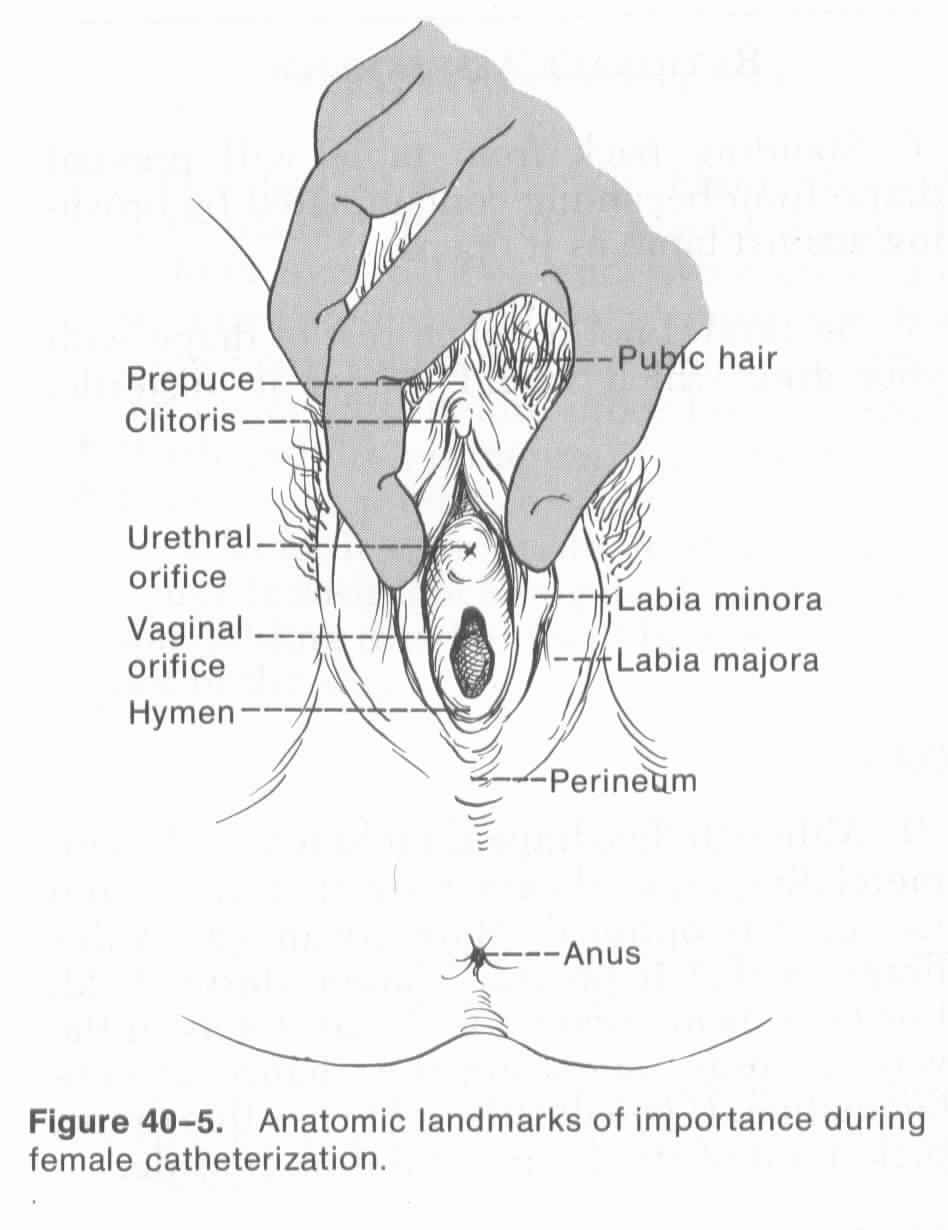 Prepuce
Clitoris
Urethral
orifice
Vaginal
orifice
Hymen
Pubic hair
Labia minora
Labia majora
Perineum
Anus
Figure 40–5. Anatomic landmarks of importance during
female catheterization.